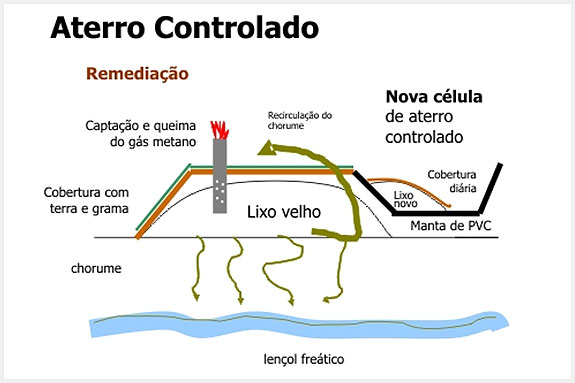 Aterro Controlado
Remediação
Captação e queima
do gás metano
Recirculação do
chorume
Nova célula
de aterro
controlado
Cobertura com
terra e grama
Lixo velho
Lixo
novo
Cobertura
diária
Manta de PVC
chorume
lençol freático